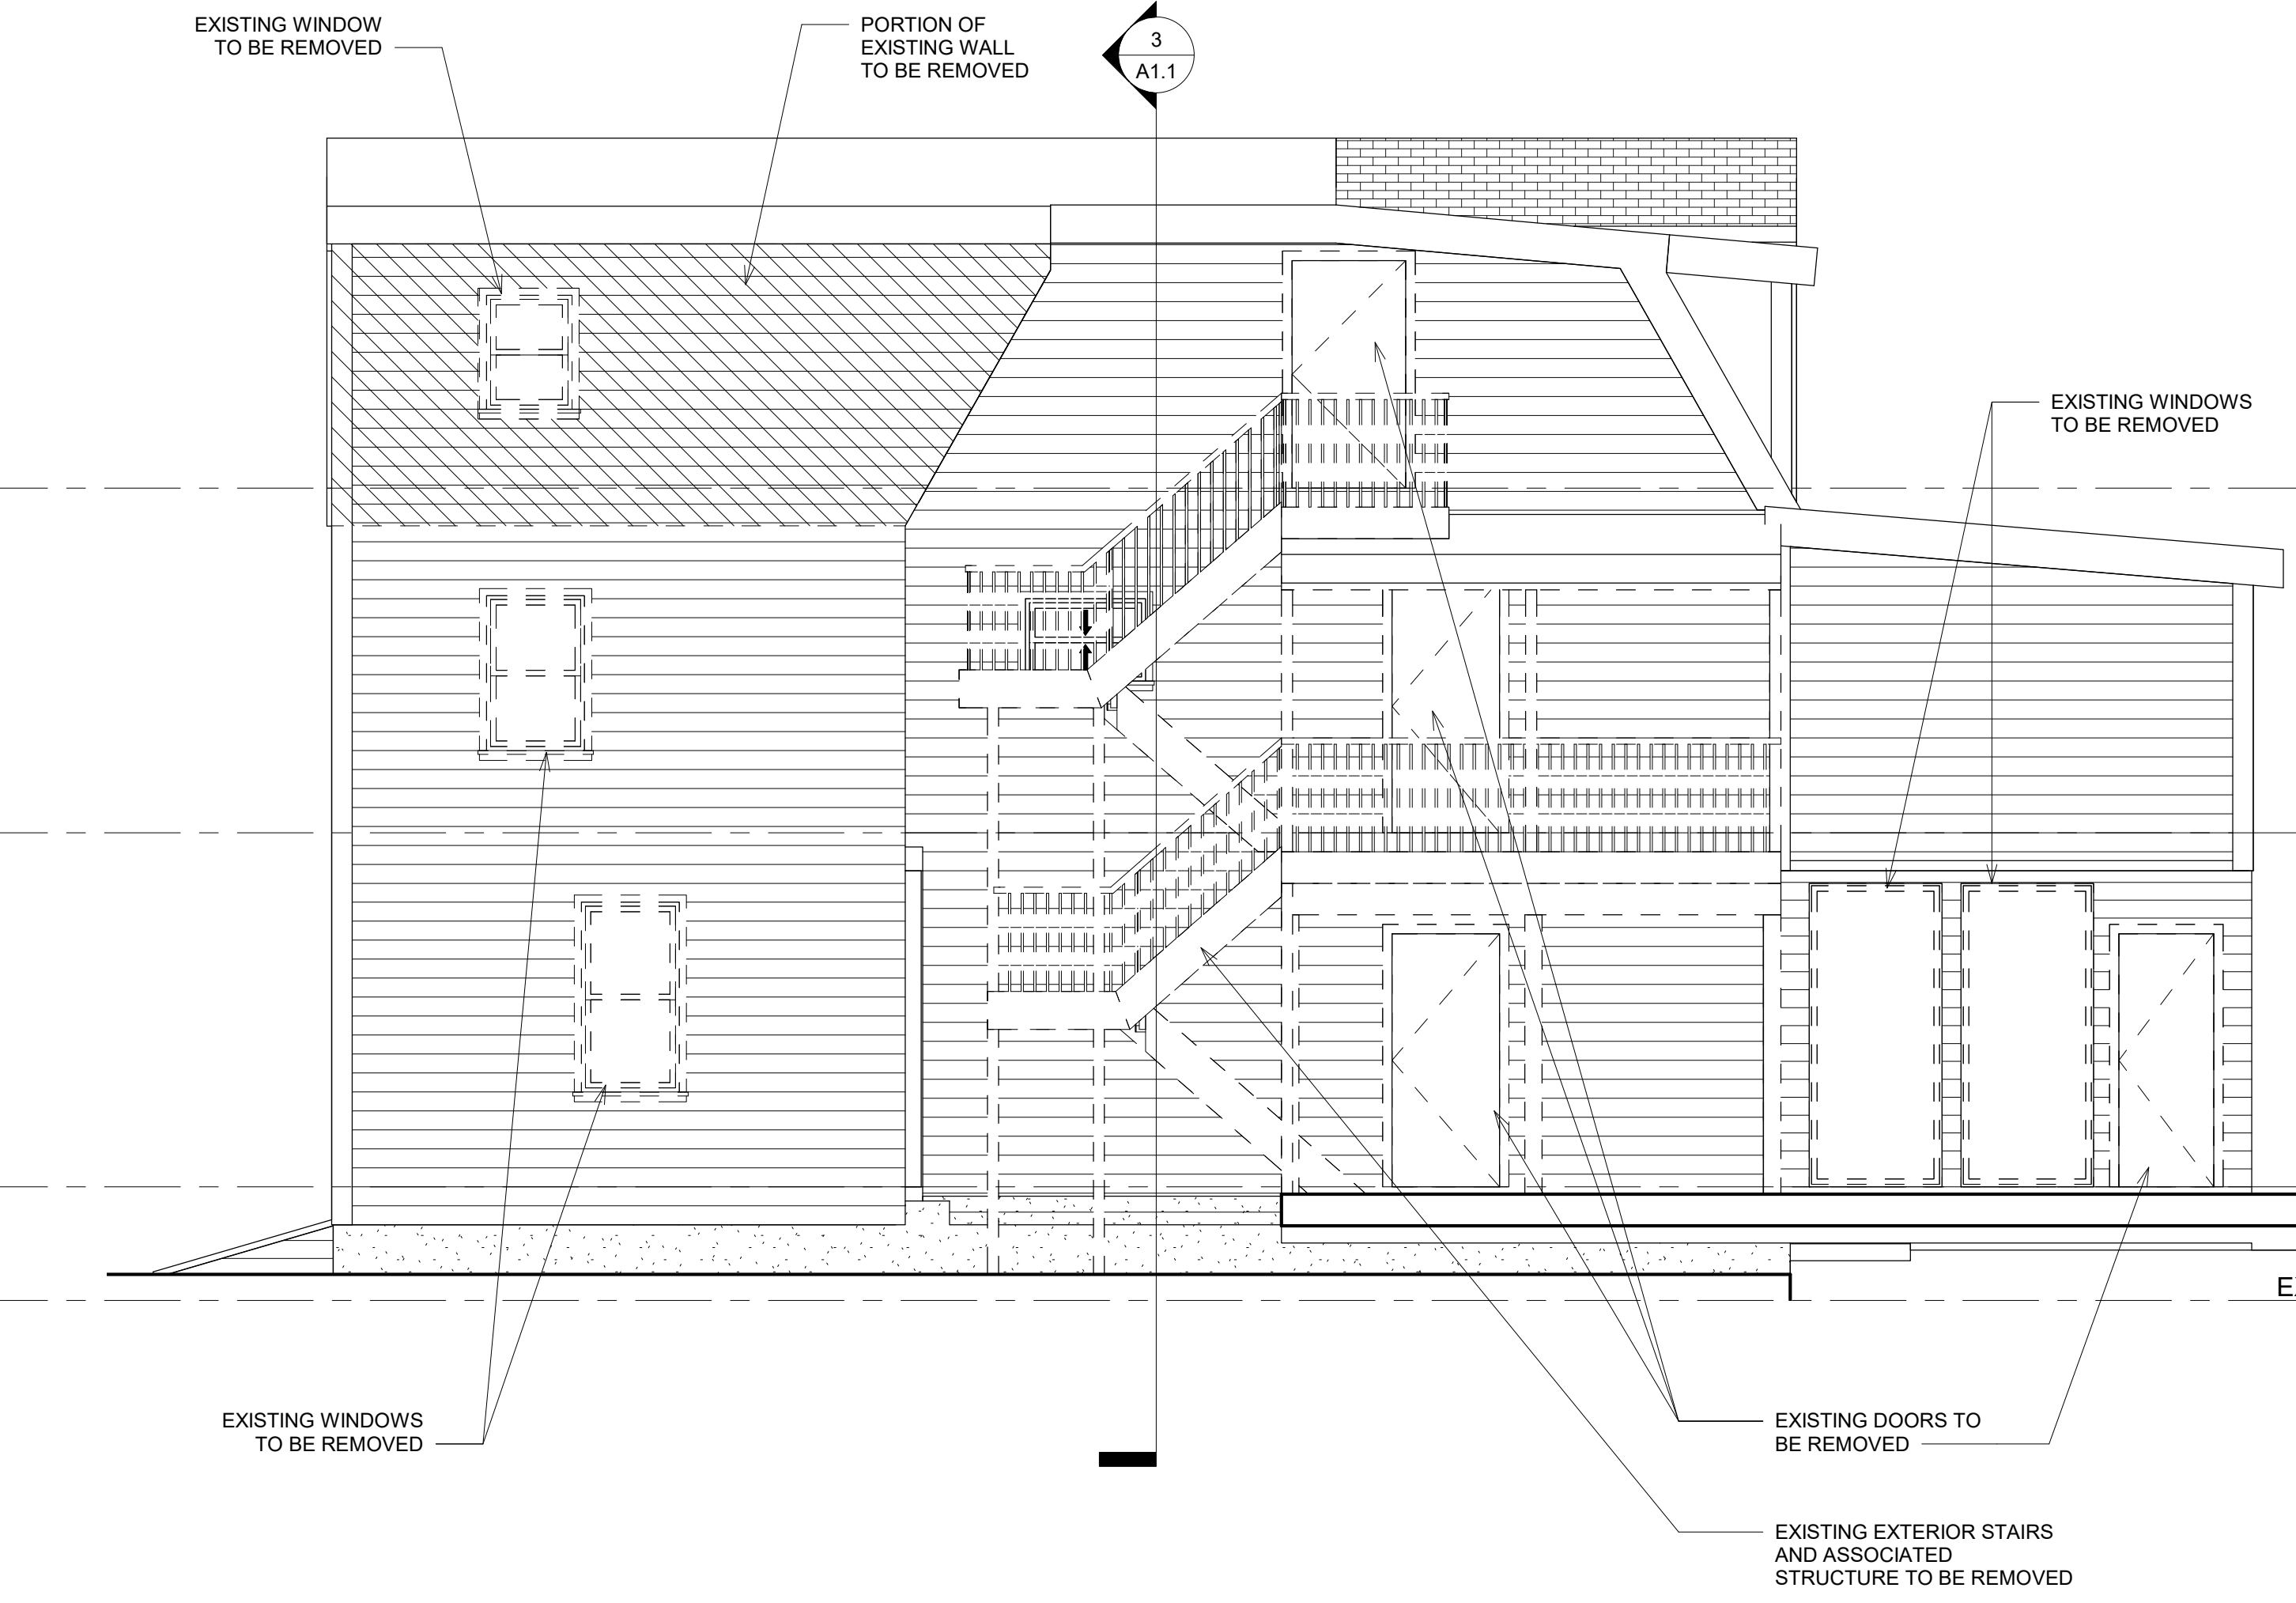 EXISTING WINDOW
TO BE REMOVED
PORTION OF
EXISTING WALL
TO BE REMOVED
3
A1.1
EXISTING WINDOWS
TO BE REMOVED
EXISTING WINDOWS
TO BE REMOVED
EXISTING DOORS TO
BE REMOVED
EXISTING EXTERIOR STAIRS
AND ASSOCIATED
STRUCTURE TO BE REMOVED